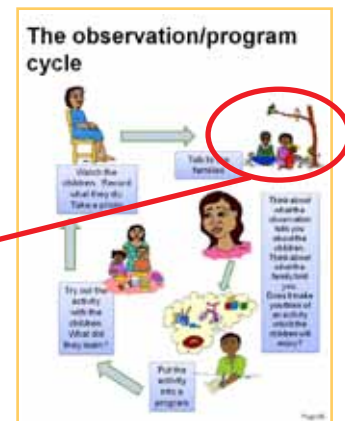 The observation/program
cycle
Watch the
children. Record
what they do.
Take a photo
Talk to
families
Think about
what the
observation
tells you
about the
children.
Think about
what the
family told
you.
Does it make
you think of
an activity
which the
children will
enjoy?
Try out the
activity
with the
children.
What did
they learn?
Put the
activity
into a
program